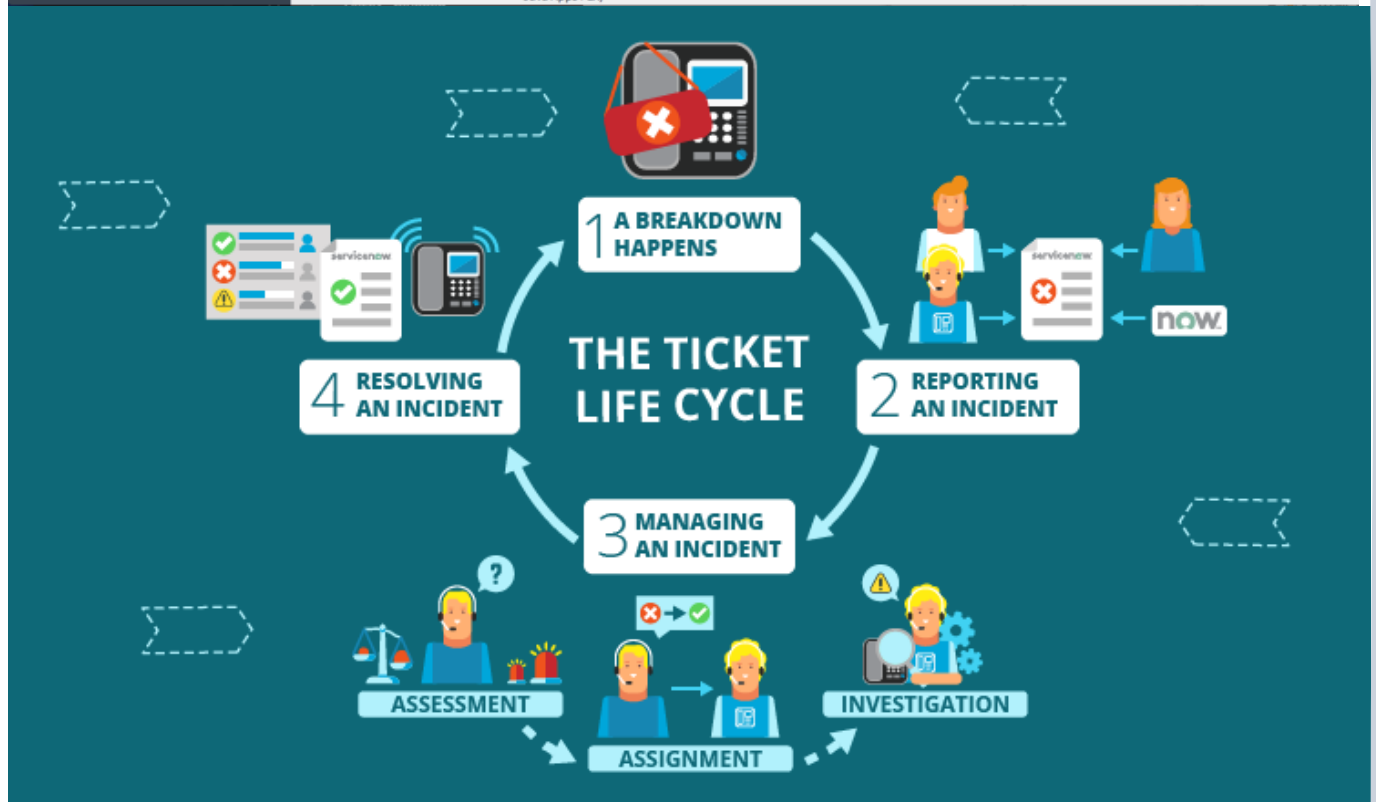 1 A BREAKDOWN
HAPPENS
servicenow
now
THE TICKET
LIFE CYCLE
2 REPORTING
AN INCIDENT
3 MANAGING
AN INCIDENT
?
ASSESSMENT
ASSIGNMENT
INVESTIGATION
4 RESOLVING
AN INCIDENT
servicenow